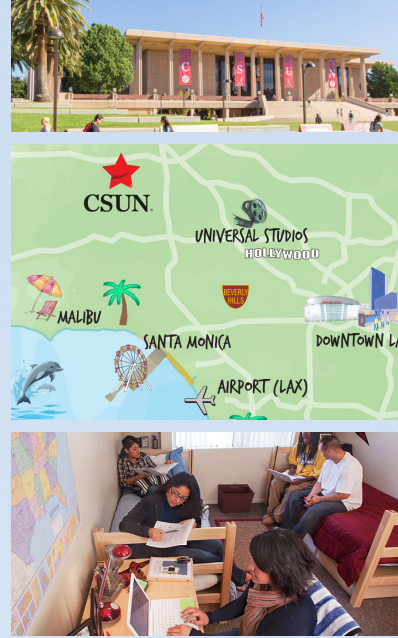 C S U N
CSUN
UNIVERSAL STUDIOS
HOLLYWOOD
BEVERLY
HILLS
MALIBU
SANTA MONICA
DOWNTOWN LA
AIRPORT (LAX)